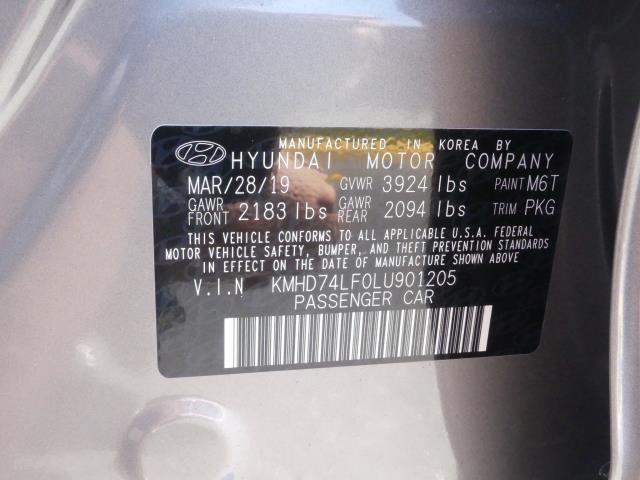 MANUFACTURED IN KOREA BY
HYUNDAI MOTOR COMPANY
MAR/28/19 GVWR 3924 lbs PAINT M6T
GAWR FRONT 2183 lbs GAWR REAR 2094 lbs TRIM PKG
THIS VEHICLE CONFORMS TO ALL APPLICABLE U.S.A. FEDERAL
MOTOR VEHICLE SAFETY, BUMPER, AND THEFT PREVENTION STANDARDS
IN EFFECT ON THE DATE OF MANUFACTURE SHOWN ABOVE
V.I.N KMHD74LF0LU901205
PASSENGER CAR